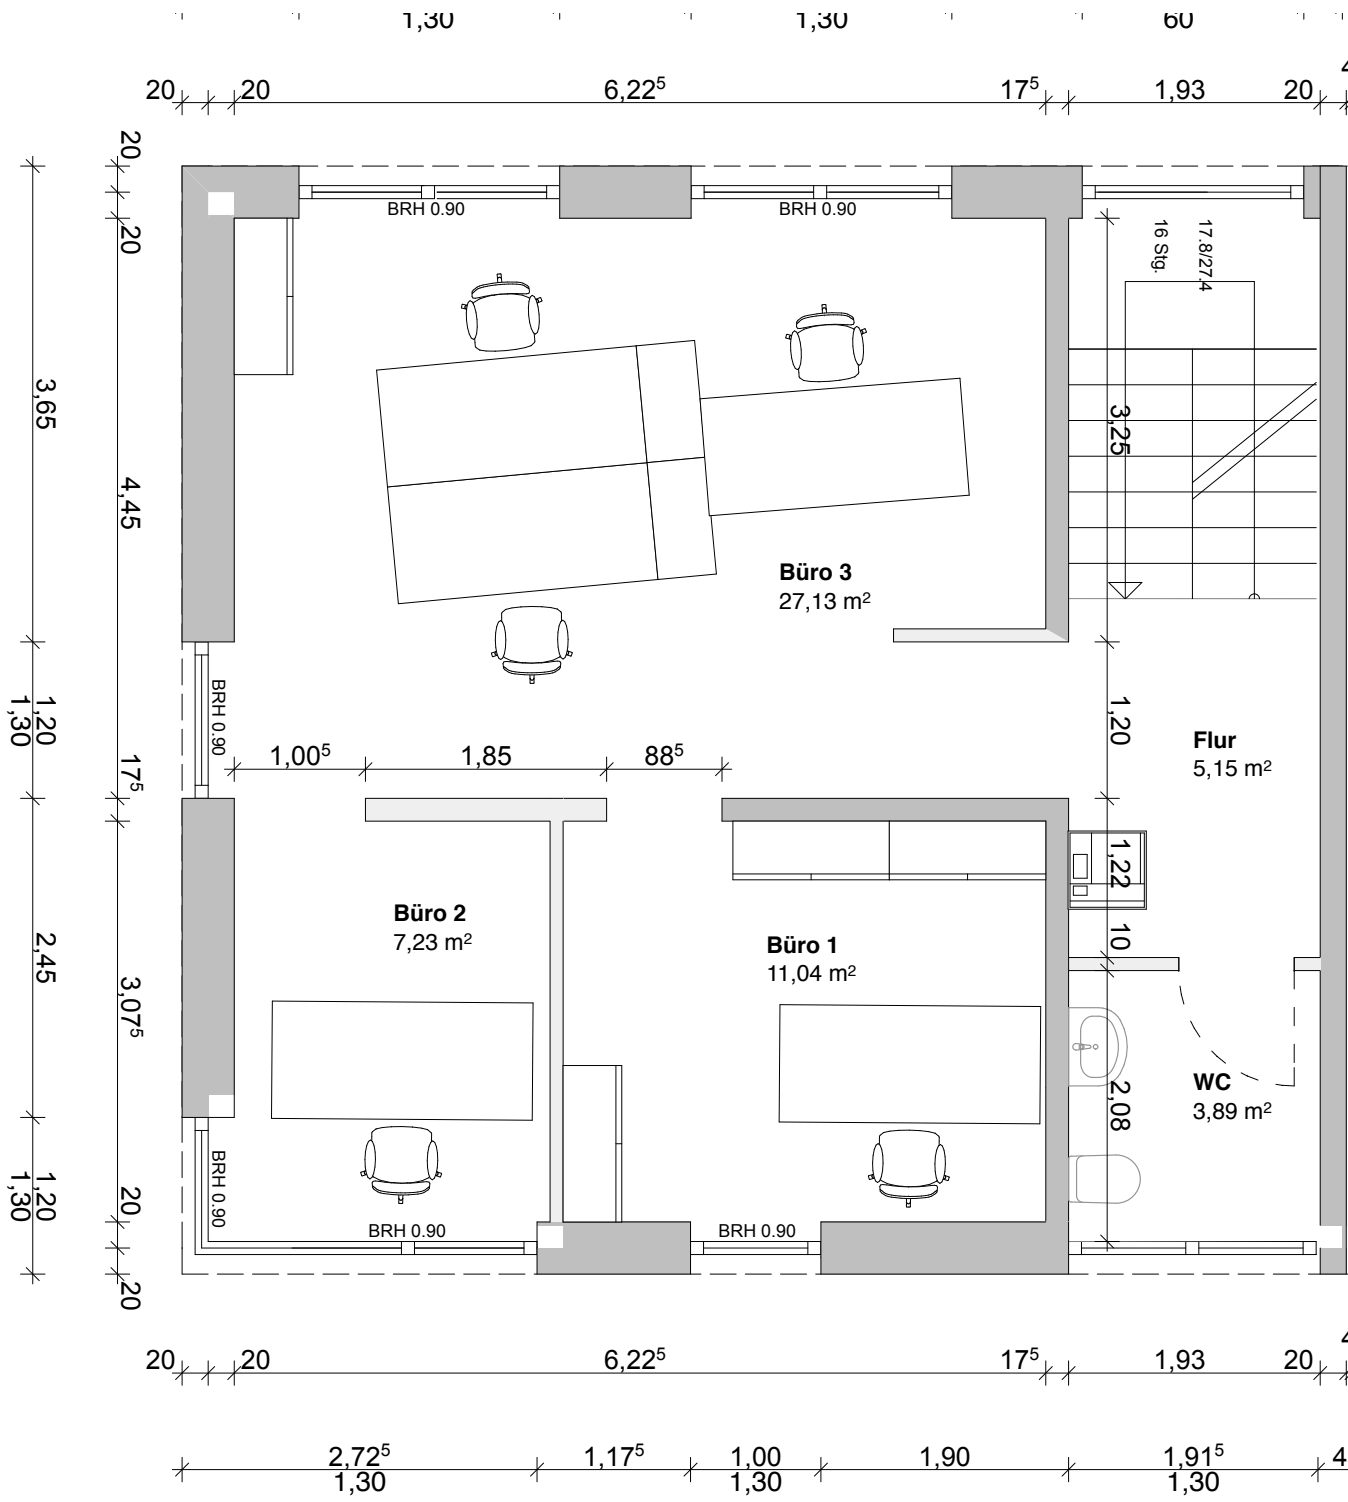 1,30
1,30
60
20
20
6,22⁵
17⁵
1,93
20
4
20
20
BRH 0.90
BRH 0.90
16 Stg.
17.8/27.4
3,65
4,45
3,25
Büro 3
27,13 m²
1,20
1,30
BRH 0.90
17⁵
1,00⁵
1,85
88⁵
1,20
Flur
5,15 m²
1,22
10
Büro 2
7,23 m²
Büro 1
11,04 m²
2,45
3,07⁵
WC
3,89 m²
2,08
1,20
1,30
20
20
BRH 0.90
BRH 0.90
BRH 0.90
20
20
6,22⁵
17⁵
1,93
20
4
2,72⁵
1,30
1,17⁵
1,00
1,30
1,90
1,91⁵
1,30
4